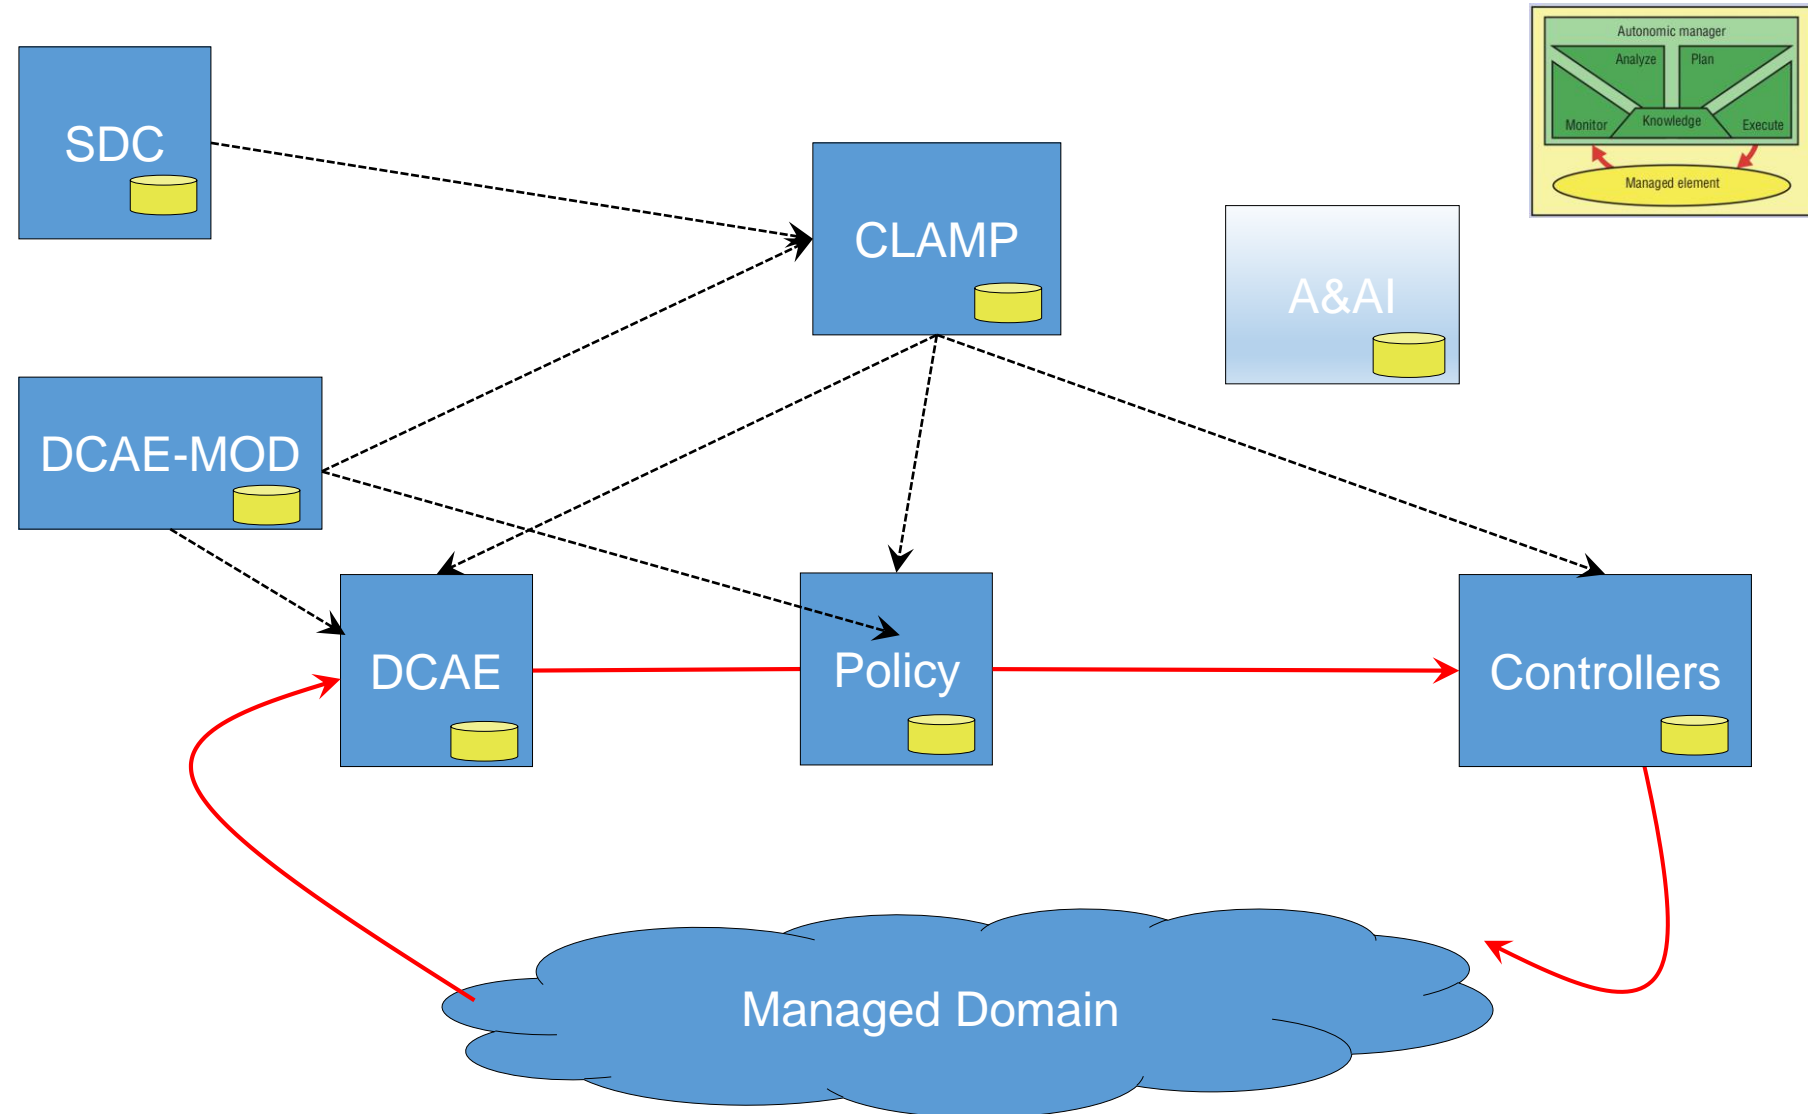 Autonomic manager
Analyze
Plan
Monitor
Knowledge
Execute
Managed element
SDC
CLAMP
A&AI
DCAE-MOD
DCAE
Policy
Controllers
Managed Domain